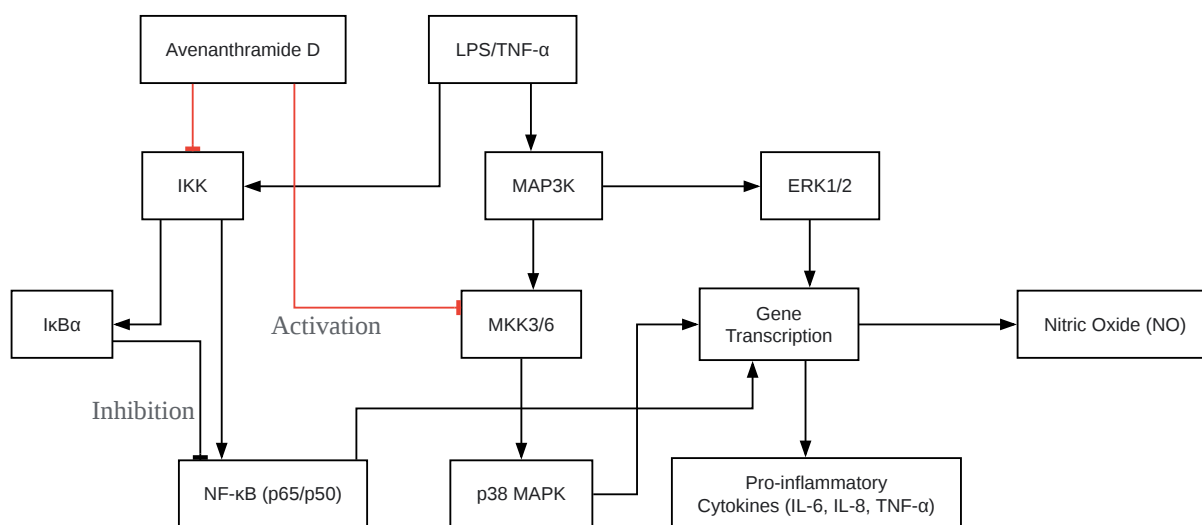 Avenanthramide D
LPS/TNF-α
IKK
MAP3K
ERK1/2
IκBα
Activation
MKK3/6
Gene
Transcription
Nitric Oxide (NO)
Inhibition
NF-κB (p65/p50)
p38 MAPK
Pro-inflammatory
Cytokines (IL-6, IL-8, TNF-α)